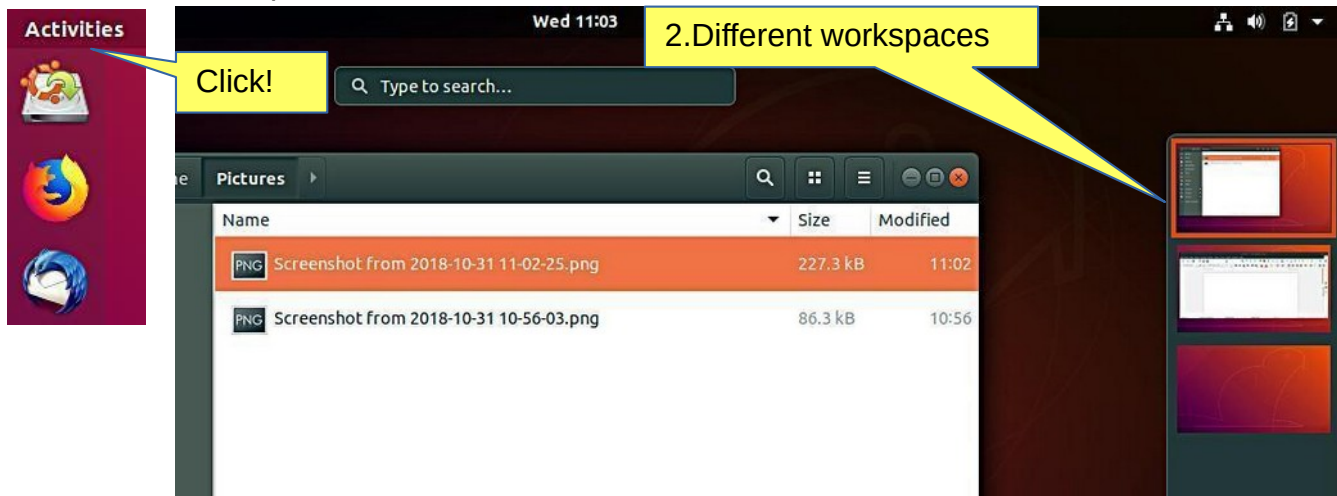 Activities
Wed 11:03
2.Different workspaces
Click!
Type to search...
Pictures
Name Size Modified
PNG Screenshot from 2018-10-31 11-02-25.png 227.3 kB 11:02
PNG Screenshot from 2018-10-31 10-56-03.png 86.3 kB 10:56